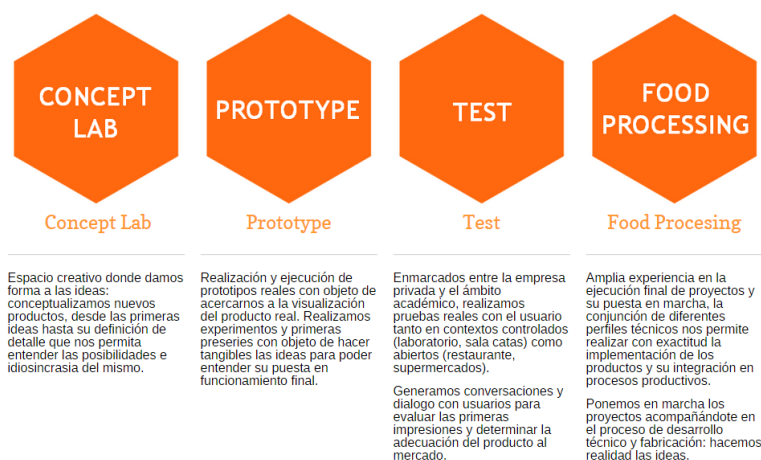 CONCEPT
LAB
Concept Lab
Espacio creativo donde damos
forma a las ideas:
conceptualizamos nuevos
productos, desde las primeras
ideas hasta su definición de
detalle que nos permita
entender las posibilidades e
idiosincrasia del mismo.
PROTOTYPE
Prototype
Realización y ejecución de
prototipos reales con objeto de
acercarnos a la visualización
del producto real. Realizamos
experimentos y primeras
preseries con objeto de hacer
tangibles las ideas para poder
entender su puesta en
funcionamiento final.
TEST
Test
Enmarcados entre la empresa
privada y el ámbito
académico, realizamos
pruebas reales con el usuario
tanto en contextos controlados
(laboratorio, sala catas) como
abiertos (restaurante,
supermercados).
Generamos conversaciones y
dialogo con usuarios para
evaluar las primeras
impresiones y determinar la
adecuación del producto al
mercado.
FOOD
PROCESSING
Food Procesing
Amplia experiencia en la
ejecución final de proyectos y
su puesta en marcha, la
conjunción de diferentes
perfiles técnicos nos permite
realizar con exactitud la
implementación de los
productos y su integración en
procesos productivos.
Ponemos en marcha los
proyectos acompañándote en
el proceso de desarrollo
técnico y fabricación: hacemos
realidad las ideas.